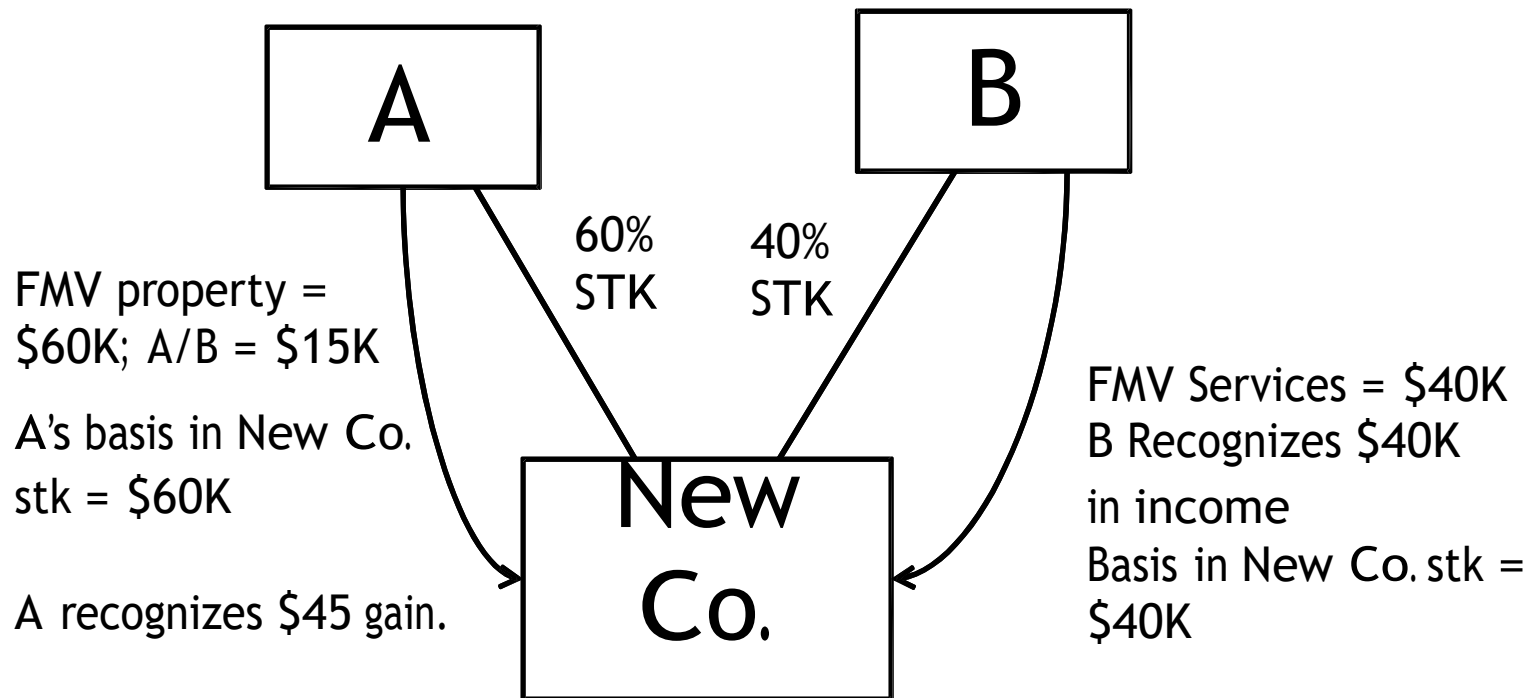 A
B
60%
STK
40%
STK
FMV property =
$60K; A/B = $15K
A's basis in New Co.
stk = $60K
A recognizes $45 gain.
FMV Services = $40K
B Recognizes $40K
in income
Basis in New Co. stk =
$40K
New
Co.